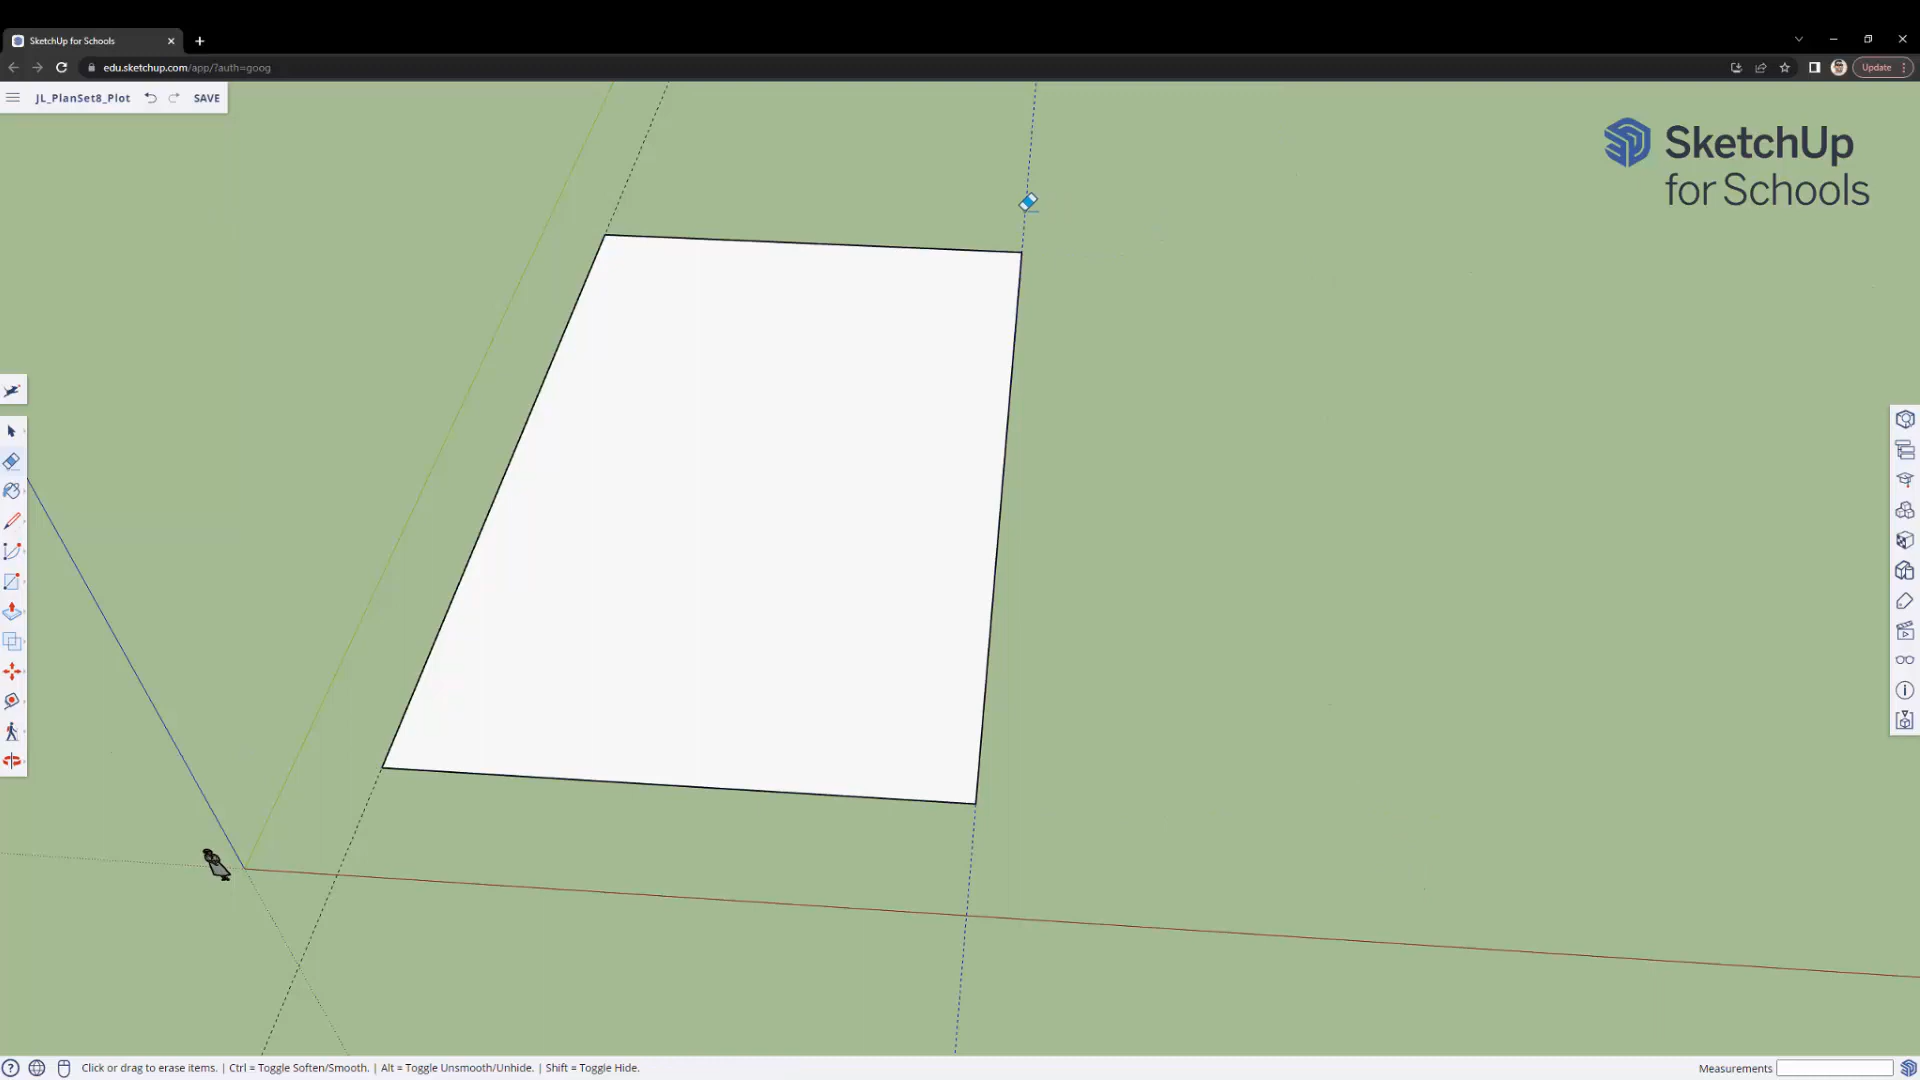 SketchUp for Schools
edu.sketchup.com/app/?auth=goog
Update
JL_PlanSet8_Plot
SAVE
SketchUp
for Schools
Click or drag to erase items. | Ctrl = Toggle Soften/Smooth. | Alt = Toggle Unsmooth/Unhide. | Shift = Toggle Hide.
Measurements